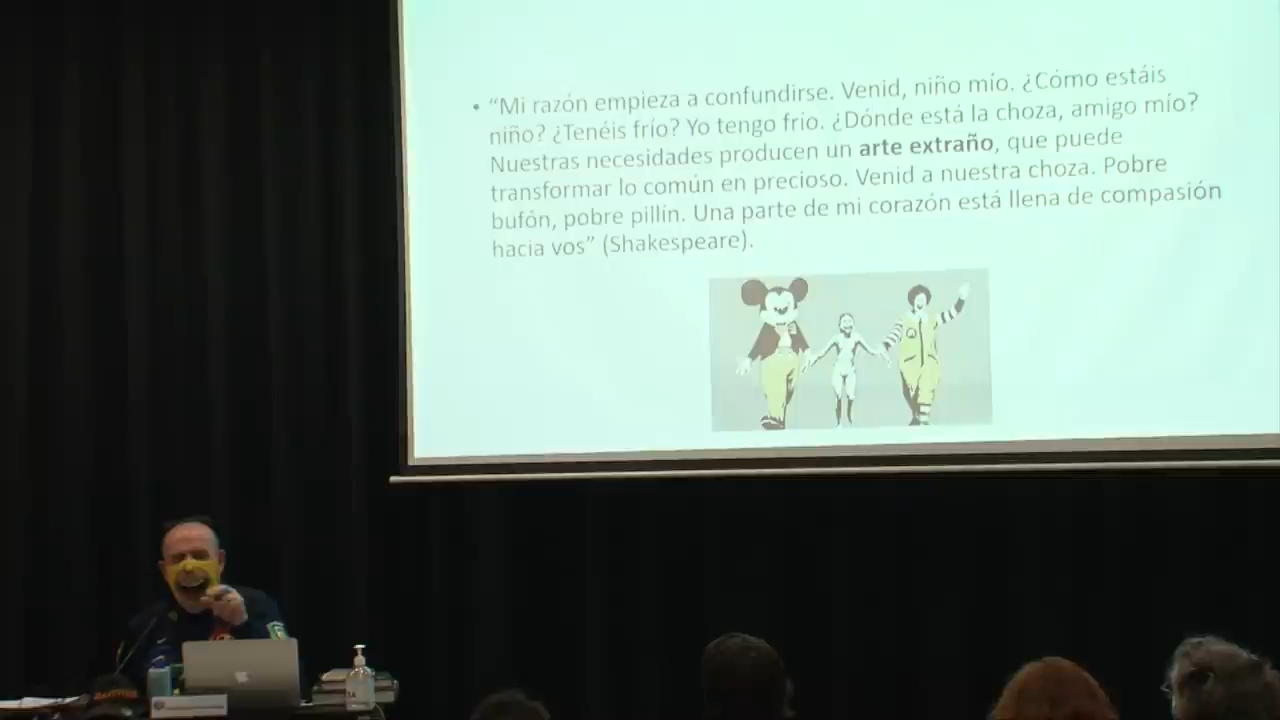 • “Mi razón empieza a confundirse. Venid, niño mío. ¿Cómo estáis
niño? ¿Tenéis frío? Yo tengo frio. ¿Dónde está la choza, amigo mío?
Nuestras necesidades producen un arte extraño, que puede
transformar lo común en precioso. Venid a nuestra choza. Pobre
bufón, pobre pillín. Una parte de mi corazón está llena de compasión
hacia vos” (Shakespeare).